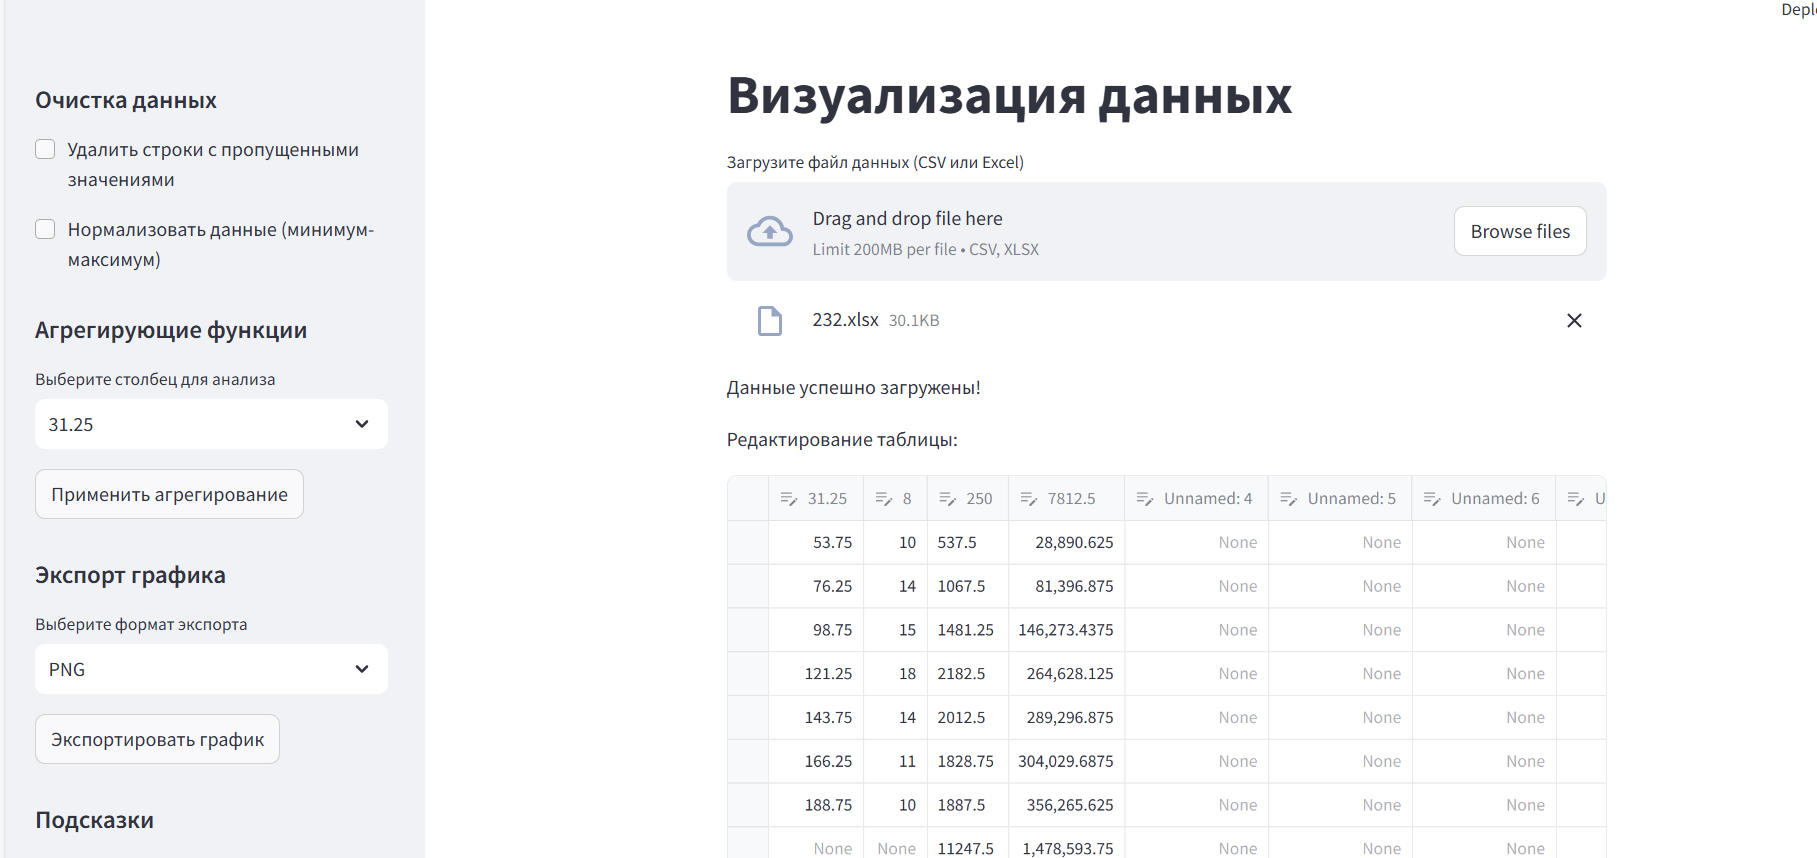 Depl
Очистка данных
Удалить строки с пропущенными
значениями
Нормализовать данные (минимум-
максимум)
Агрегирующие функции
Выберите столбец для анализа
31.25
Применить агрегирование
Экспорт графика
Выберите формат экспорта
PNG
Экспортировать график
Подсказки
Визуализация данных
Загрузите файл данных (CSV или Excel)
Drag and drop file here
Limit 200MB per file • CSV, XLSX
Browse files
232.xlsx 30.1KB
Данные успешно загружены!
Редактирование таблицы:
31.25 8 250 7812.5 Unnamed: 4 Unnamed: 5 Unnamed: 6 U
53.75 10 537.5 28,890.625 None None None
76.25 14 1067.5 81,396.875 None None None
98.75 15 1481.25 146,273.4375 None None None
121.25 18 2182.5 264,628.125 None None None
143.75 14 2012.5 289,296.875 None None None
166.25 11 1828.75 304,029.6875 None None None
188.75 10 1887.5 356,265.625 None None None
None None 11247.5 1,478,593.75 None None None